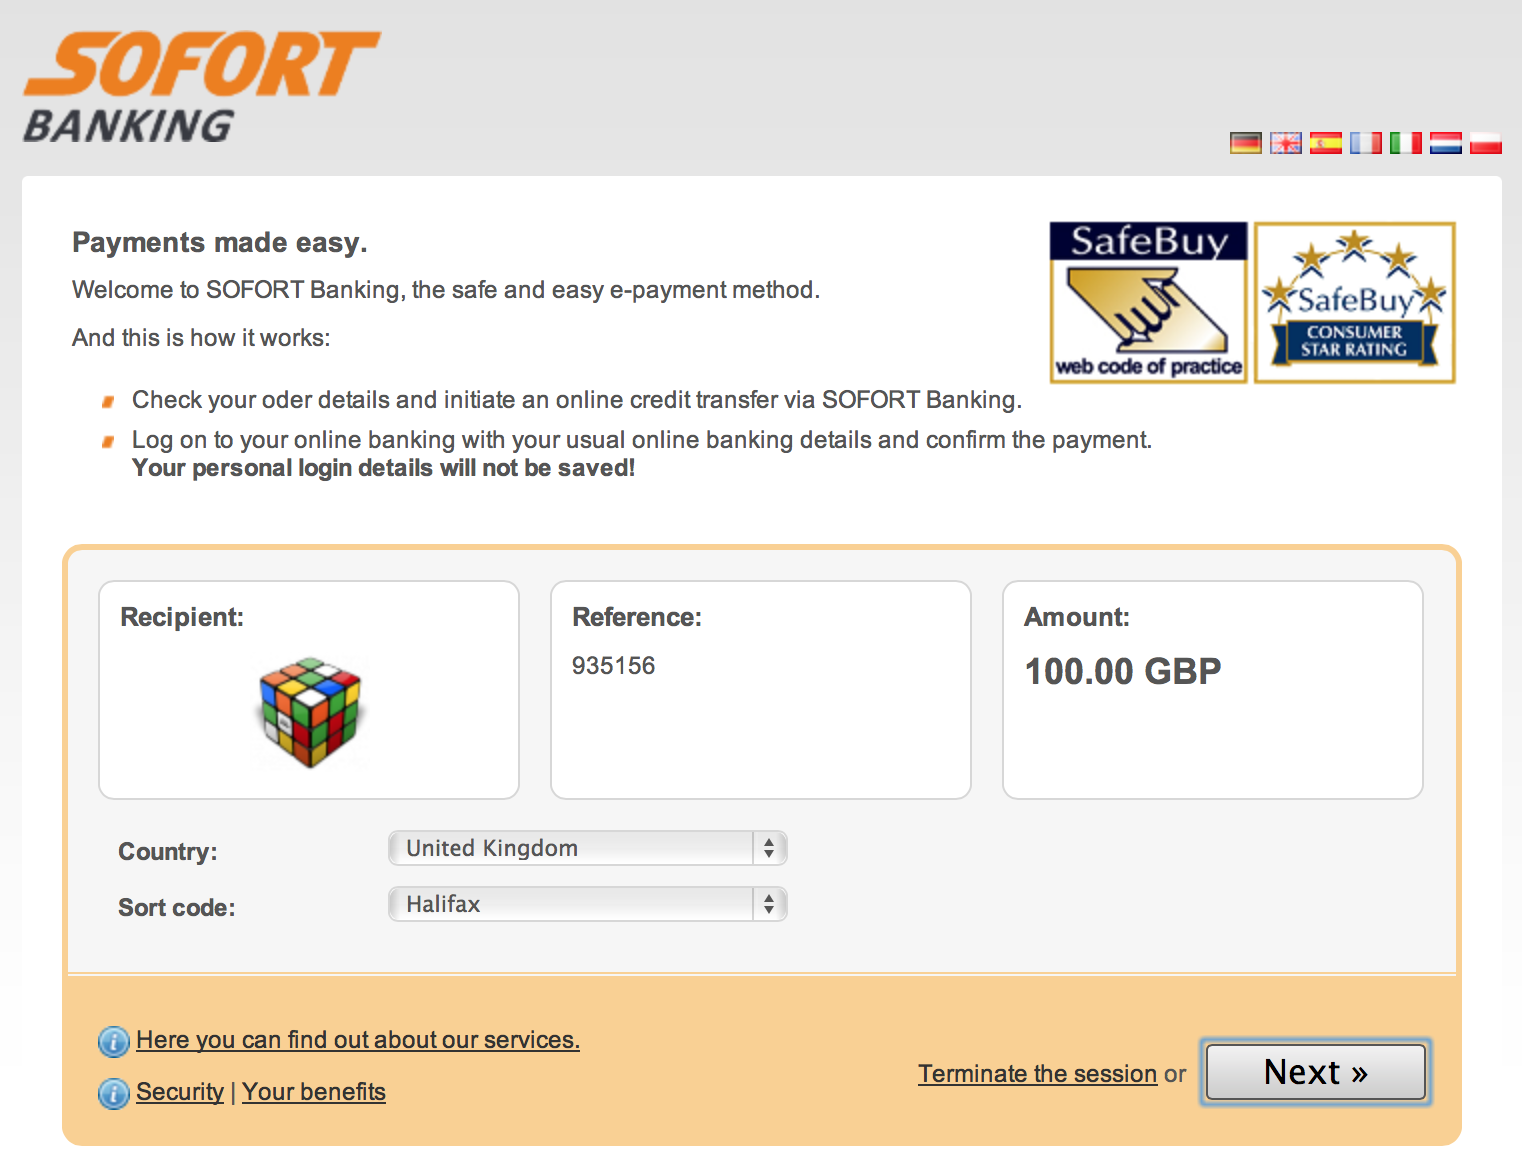 SOFORT
BANKING
Payments made easy.
Welcome to SOFORT Banking, the safe and easy e-payment method.
And this is how it works:
SafeBuy
web code of practice
SafeBuy
CONSUMER
STAR RATING
Check your oder details and initiate an online credit transfer via SOFORT Banking.
Log on to your online banking with your usual online banking details and confirm the payment.
Your personal login details will not be saved!
Recipient:
Reference:
935156
Amount:
100.00 GBP
Country:
United Kingdom
Sort code:
Halifax
Here you can find out about our services.
Security | Your benefits
Terminate the session or
Next »